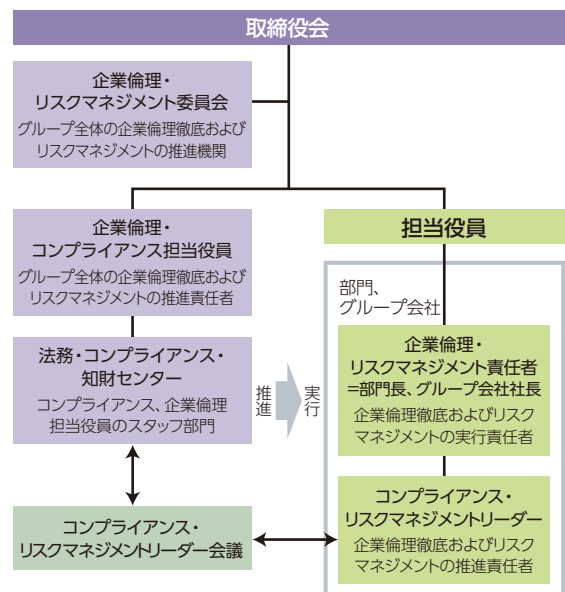 取締役会
企業倫理・
リスクマネジメント委員会
グループ全体の企業倫理徹底および
リスクマネジメントの推進機関
企業倫理・
コンプライアンス担当役員
グループ全体の企業倫理徹底および
リスクマネジメントの推進責任者
法務・コンプライアンス・
知財センター
コンプライアンス、企業倫理
担当役員のスタッフ部門
コンプライアンス・
リスクマネジメントリーダー会議
推進
実行
担当役員
部門、
グループ会社
企業倫理・
リスクマネジメント責任者
=部門長、グループ会社社長
企業倫理徹底およびリスク
マネジメントの実行責任者
コンプライアンス・
リスクマネジメントリーダー
企業倫理徹底およびリスク
マネジメントの推進責任者